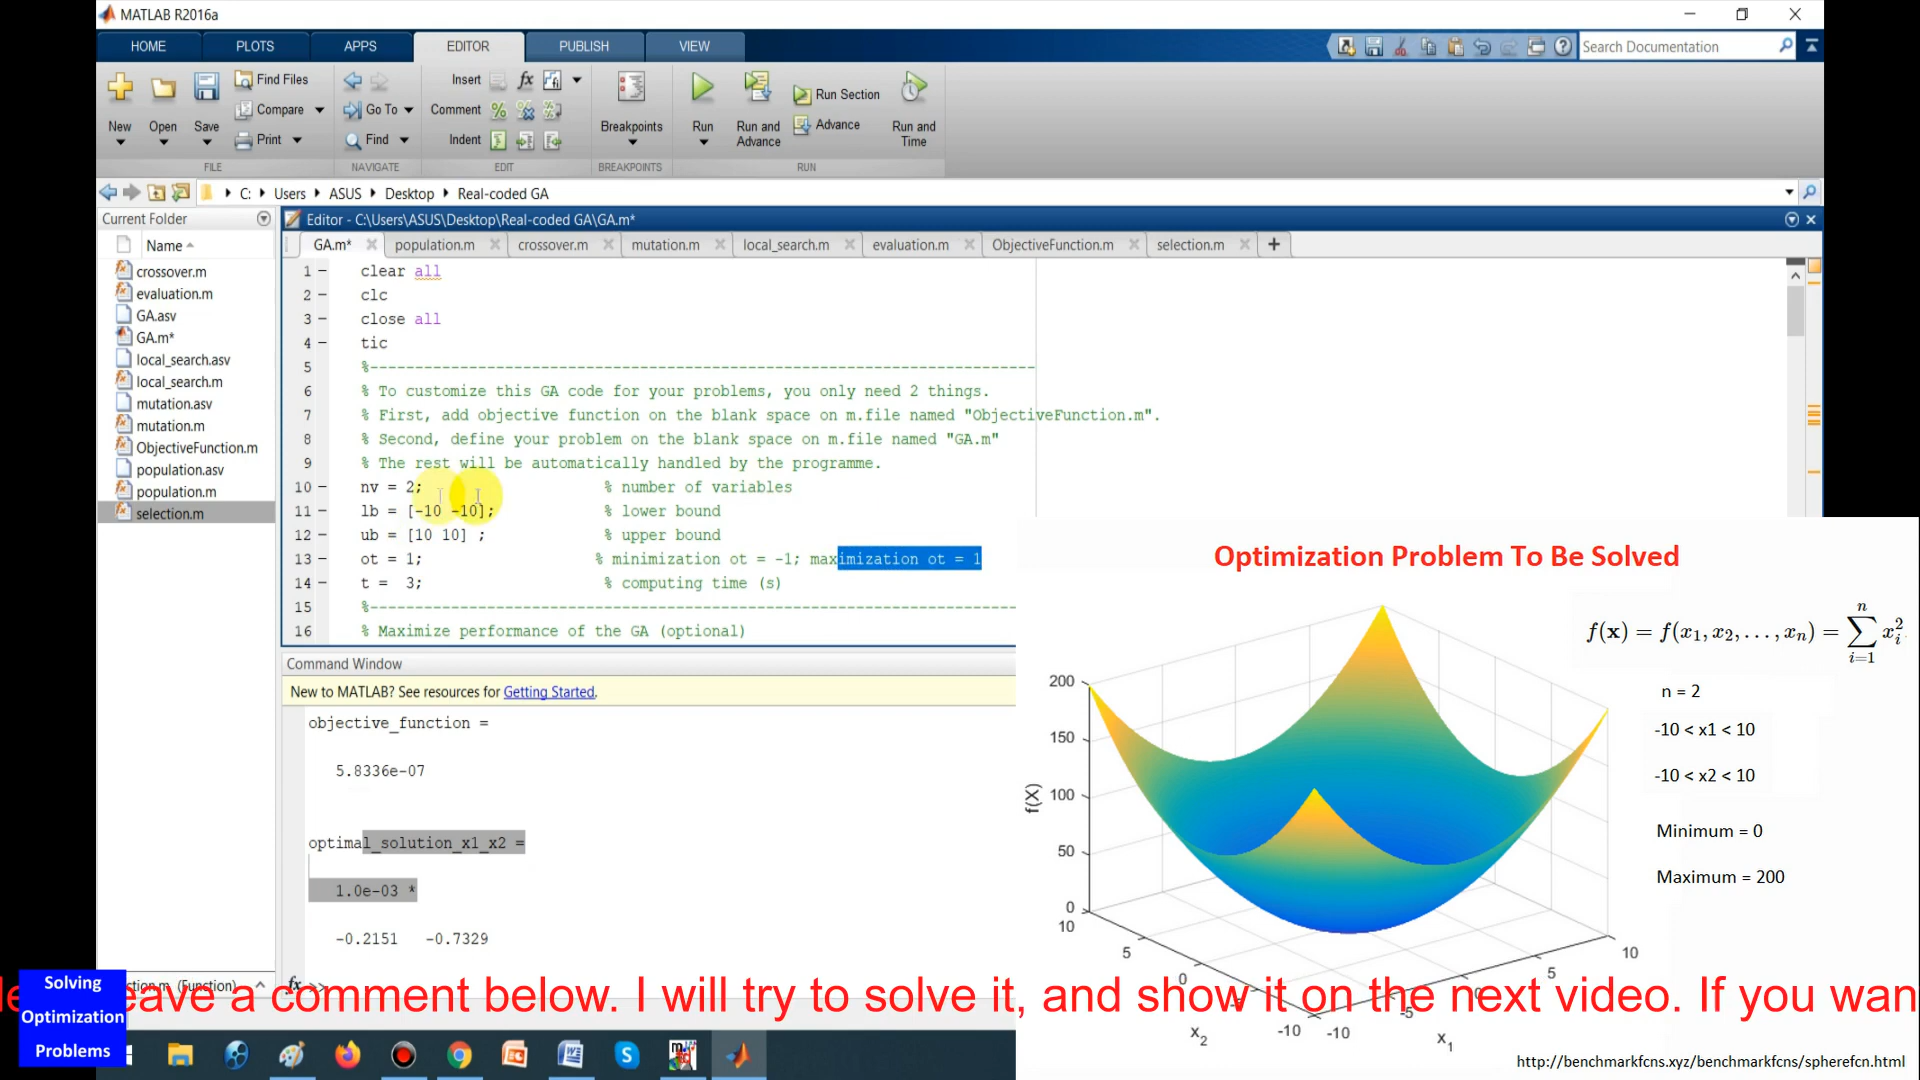 MATLAB R2016a
HOME PLOTS APPS EDITOR PUBLISH VIEW
Search Documentation
New Open Save
Find Files
Compare
Print
FILE
Go To
Find
NAVIGATE
Insert fx
Comment
Indent
EDIT
Breakpoints
BREAKPOINTS
Run
Run and Advance
Run Section
Advance
Run and Time
RUN
C: Users ASUS Desktop Real-coded GA
Current Folder
Name
crossover.m
evaluation.m
GA.asv
GA.m*
local_search.asv
local_search.m
mutation.asv
mutation.m
ObjectiveFunction.m
population.asv
population.m
selection.m
Editor - C:\Users\ASUS\Desktop\Real-coded GA\GA.m*
GA.m* population.m crossover.m mutation.m local_search.m evaluation.m ObjectiveFunction.m selection.m
1 – clear all
2 – clc
3 – close all
4 – tic
5 %--------------------------------------------------------------------------
6 % To customize this GA code for your problems, you only need 2 things.
7 % First, add objective function on the blank space on m.file named "ObjectiveFunction.m".
8 % Second, define your problem on the blank space on m.file named "GA.m"
9 % The rest will be automatically handled by the programme.
10 – nv = 2; % number of variables
11 – lb = [-10 -10]; % lower bound
12 – ub = [10 10] ; % upper bound
13 – ot = 1; % minimization ot = -1; maximization ot = 1
14 – t = 3; % computing time (s)
15 %------------------------------------------------------------------------
16 % Maximize performance of the GA (optional)
Command Window
New to MATLAB? See resources for Getting Started.
objective_function =
5.8336e-07
optimal_solution_x1_x2 =
1.0e-03 *
-0.2151 -0.7329
fx >>
ction.m (Function)
Optimization Problem To Be Solved
f(x) = f(x1, x2, ..., xn) = ∑ i=1 n xi^2.
n = 2
-10 < x1 < 10
-10 < x2 < 10
Minimum = 0
Maximum = 200
f(X)
200
150
100
50
0
10
5
0
-5
-10
x2
-10
-5
0
5
10
x1
http://benchmarkfcns.xyz/benchmarkfcns/spherefcn.html
eave a comment below. I will try to solve it, and show it on the next video. If you wan
Solving
Optimization
Problems